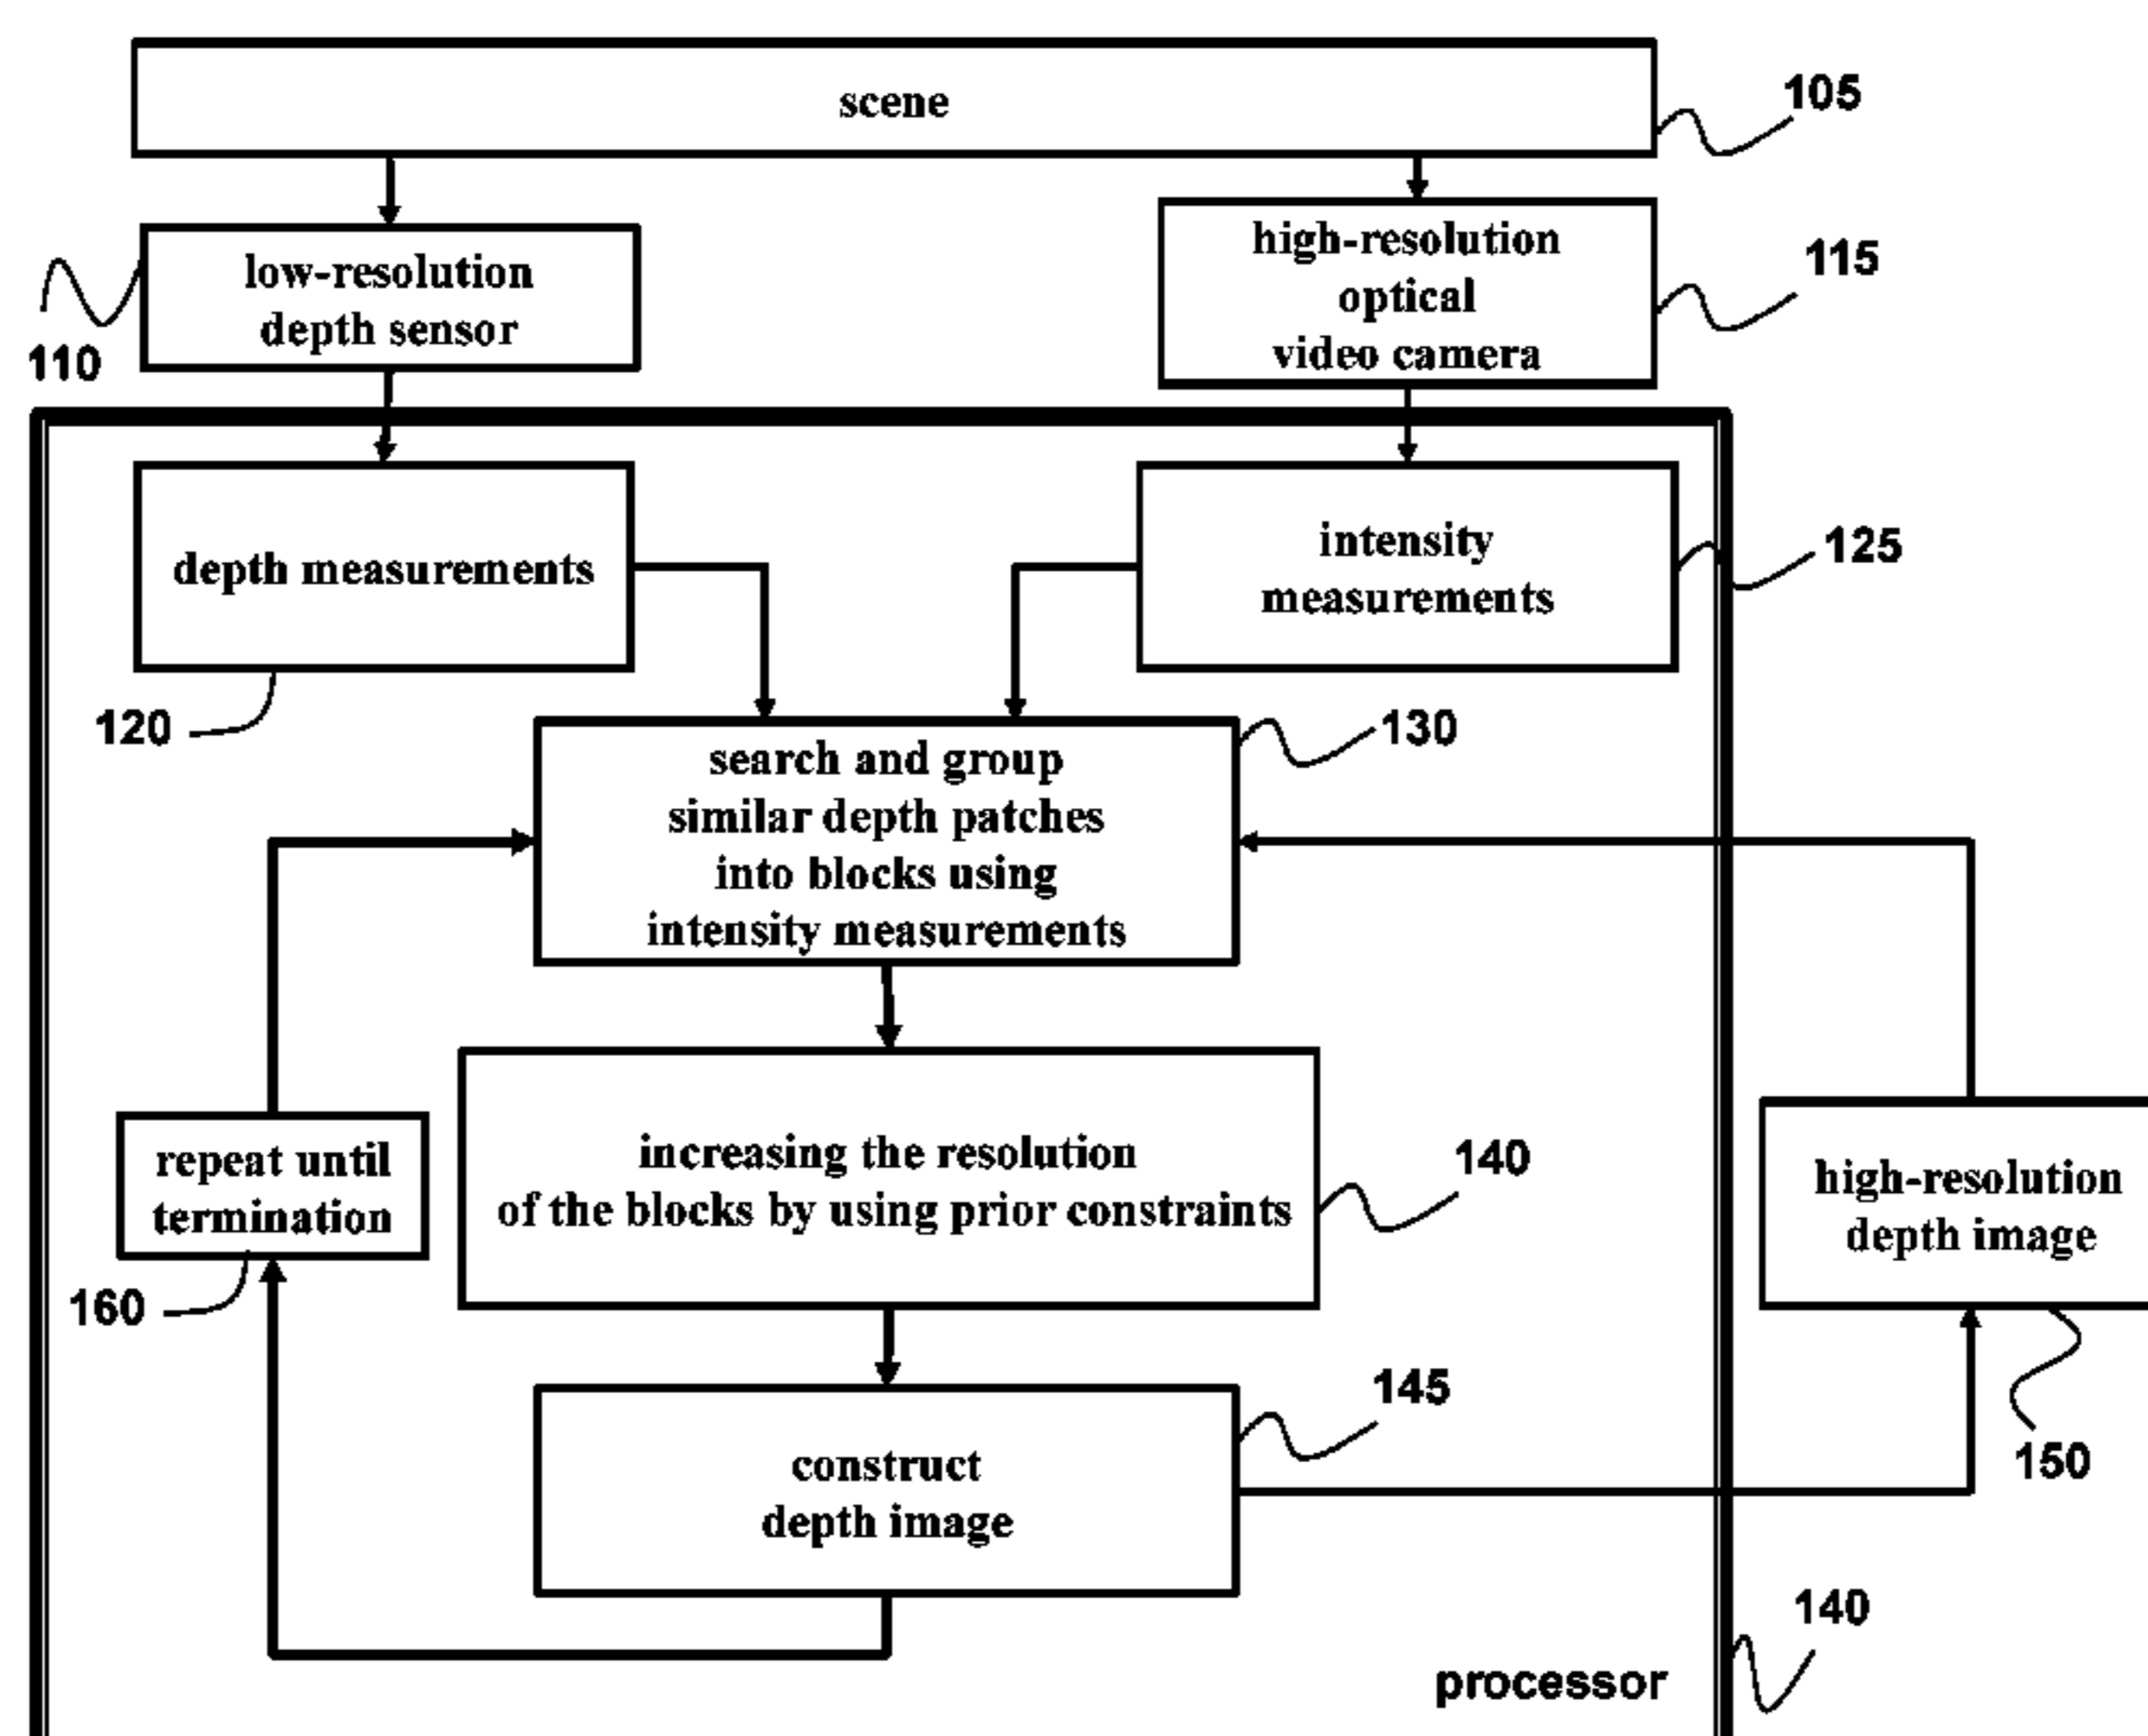 scene
105
low-resolution
depth sensor
110
high-resolution
optical
video camera
115
depth measurements
120
intensity
measurements
125
search and group
similar depth patches
into blocks using
intensity measurements
130
repeat until
termination
160
increasing the resolution
of the blocks by using prior constraints
140
high-resolution
depth image
150
construct
depth image
145
processor
140